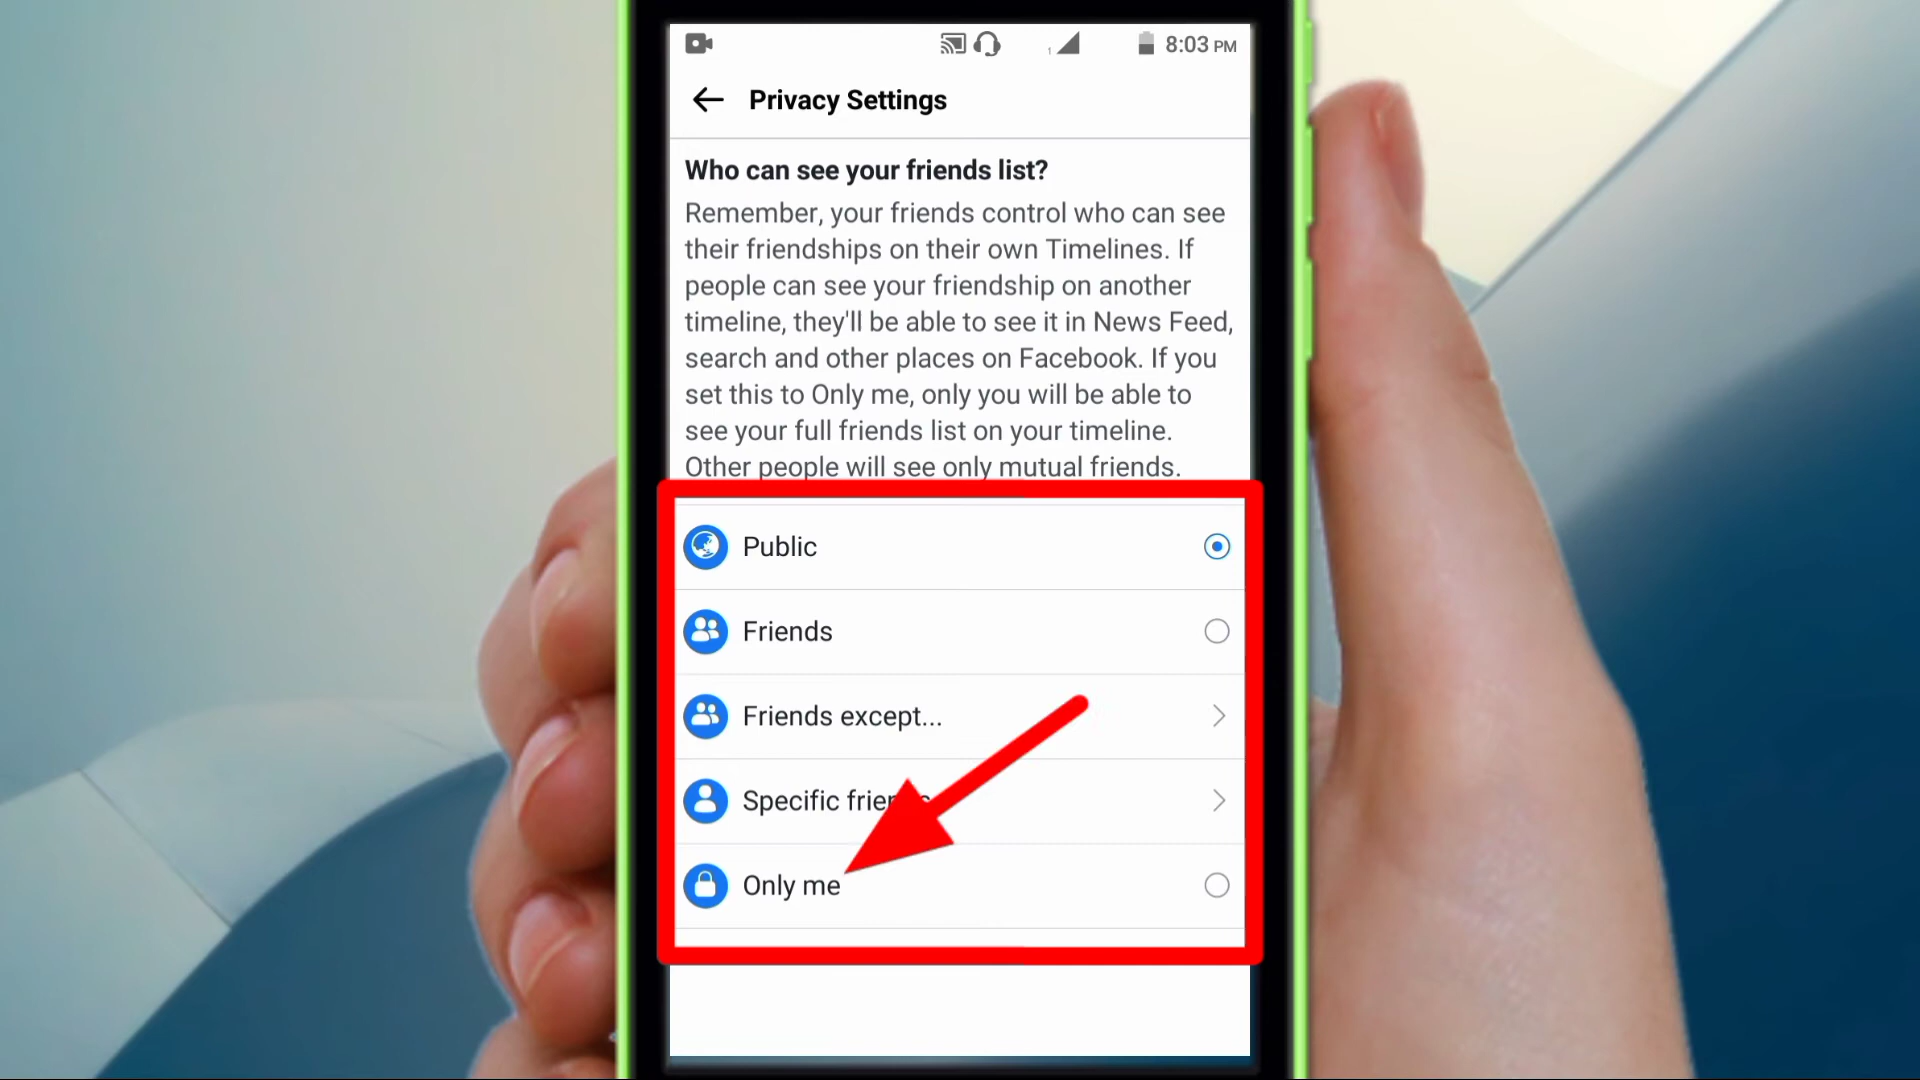 8:03 PM
Privacy Settings
Who can see your friends list?
Remember, your friends control who can see
their friendships on their own Timelines. If
people can see your friendship on another
timeline, they'll be able to see it in News Feed,
search and other places on Facebook. If you
set this to Only me, only you will be able to
see your full friends list on your timeline.
Other people will see only mutual friends.
Public
Friends
Friends except...
Specific
Only me